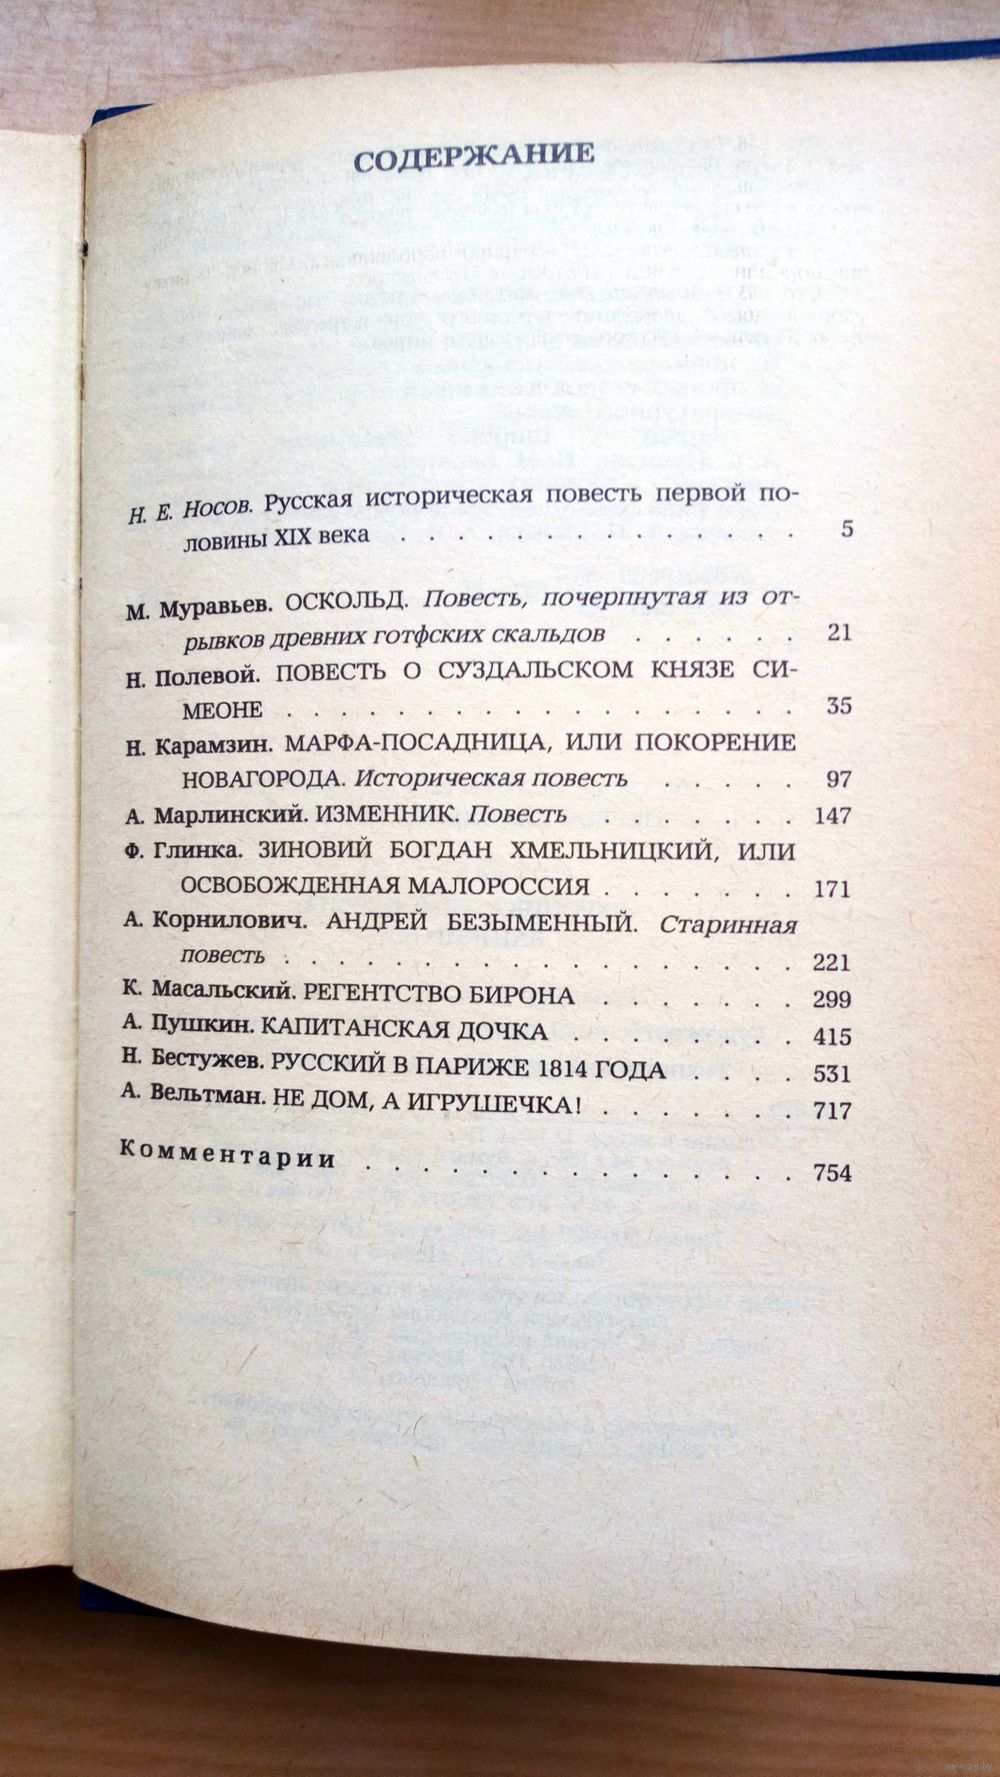 СОДЕРЖАНИЕ
Н. Е. Носов. Русская историческая повесть первой по-
ловины XIX века . . . . . . . . . . . . . . 5
М. Муравьев. ОСКОЛЬД. Повесть, почерпнутая из от-
рывков древних готфских скальдов . . . . . . 21
Н. Полевой. ПОВЕСТЬ О СУЗДАЛЬСКОМ КНЯЗЕ СИ-
МЕОНЕ . . . . . . . . . . . . . . . . . . 35
Н. Карамзин. МАРФА-ПОСАДНИЦА, ИЛИ ПОКОРЕНИЕ
НОВАГОРОДА. Историческая повесть . . . . . 97
А. Марлинский. ИЗМЕННИК. Повесть . . . . . . . 147
Ф. Глинка. ЗИНОВИЙ БОГДАН ХМЕЛЬНИЦКИЙ, ИЛИ
ОСВОБОЖДЕННАЯ МАЛОРОССИЯ . . . . . . . 171
А. Корнилович. АНДРЕЙ БЕЗЫМЕННЫЙ. Старинная
повесть . . . . . . . . . . . . . . . . . . . 221
К. Масальский. РЕГЕНТСТВО БИРОНА . . . . . . . 299
А. Пушкин. КАПИТАНСКАЯ ДОЧКА . . . . . . . . 415
Н. Бестужев. РУССКИЙ В ПАРИЖЕ 1814 ГОДА . . . . 531
А. Вельтман. НЕ ДОМ, А ИГРУШЕЧКА! . . . . . . . 717
Комментарии . . . . . . . . . . . . . . . 754
www.ay.by